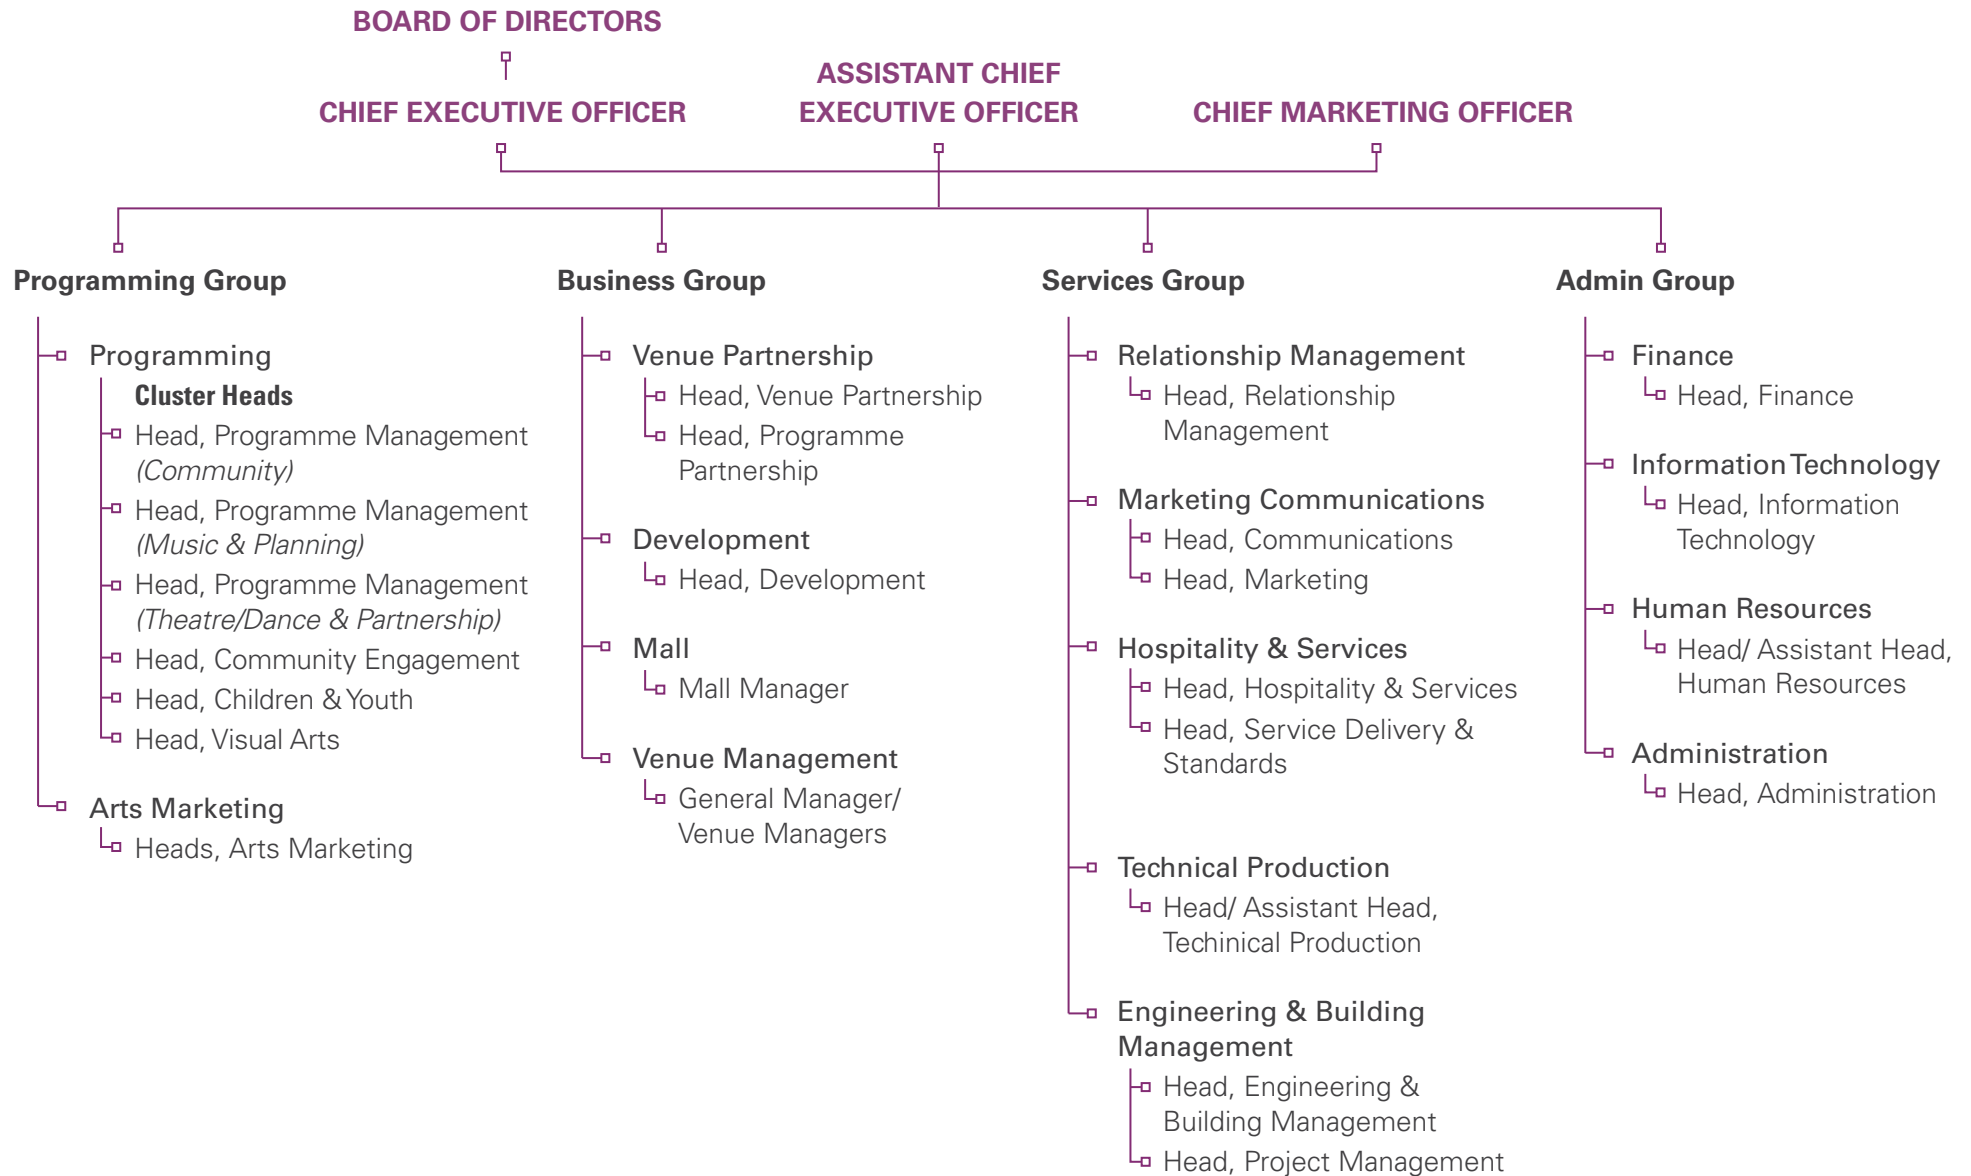 BOARD OF DIRECTORS
CHIEF EXECUTIVE OFFICER
ASSISTANT CHIEF
EXECUTIVE OFFICER
CHIEF MARKETING OFFICER
Programming Group
Programming
Cluster Heads
Head, Programme Management
(Community)
Head, Programme Management
(Music & Planning)
Head, Programme Management
(Theatre/Dance & Partnership)
Head, Community Engagement
Head, Children & Youth
Head, Visual Arts
Arts Marketing
Heads, Arts Marketing
Business Group
Venue Partnership
Head, Venue Partnership
Head, Programme
Partnership
Development
Head, Development
Mall
Mall Manager
Venue Management
General Manager/
Venue Managers
Services Group
Relationship Management
Head, Relationship
Management
Marketing Communications
Head, Communications
Head, Marketing
Hospitality & Services
Head, Hospitality & Services
Head, Service Delivery &
Standards
Technical Production
Head/ Assistant Head,
Techinical Production
Engineering & Building
Management
Head, Engineering &
Building Management
Head, Project Management
Admin Group
Finance
Head, Finance
Information Technology
Head, Information
Technology
Human Resources
Head/ Assistant Head,
Human Resources
Administration
Head, Administration